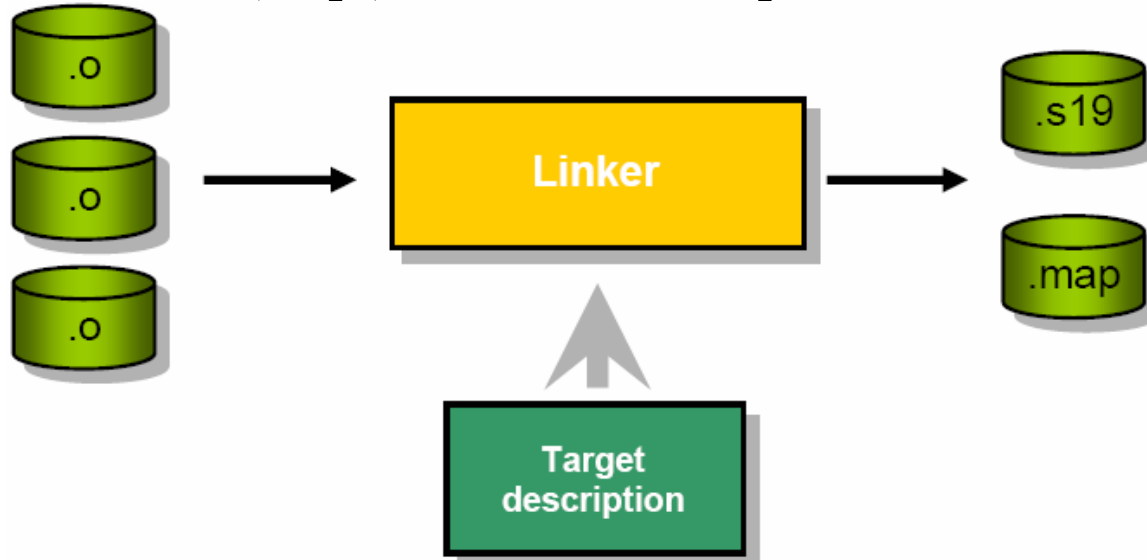 .o
.o
.o
Linker
.s19
.map
Target
description